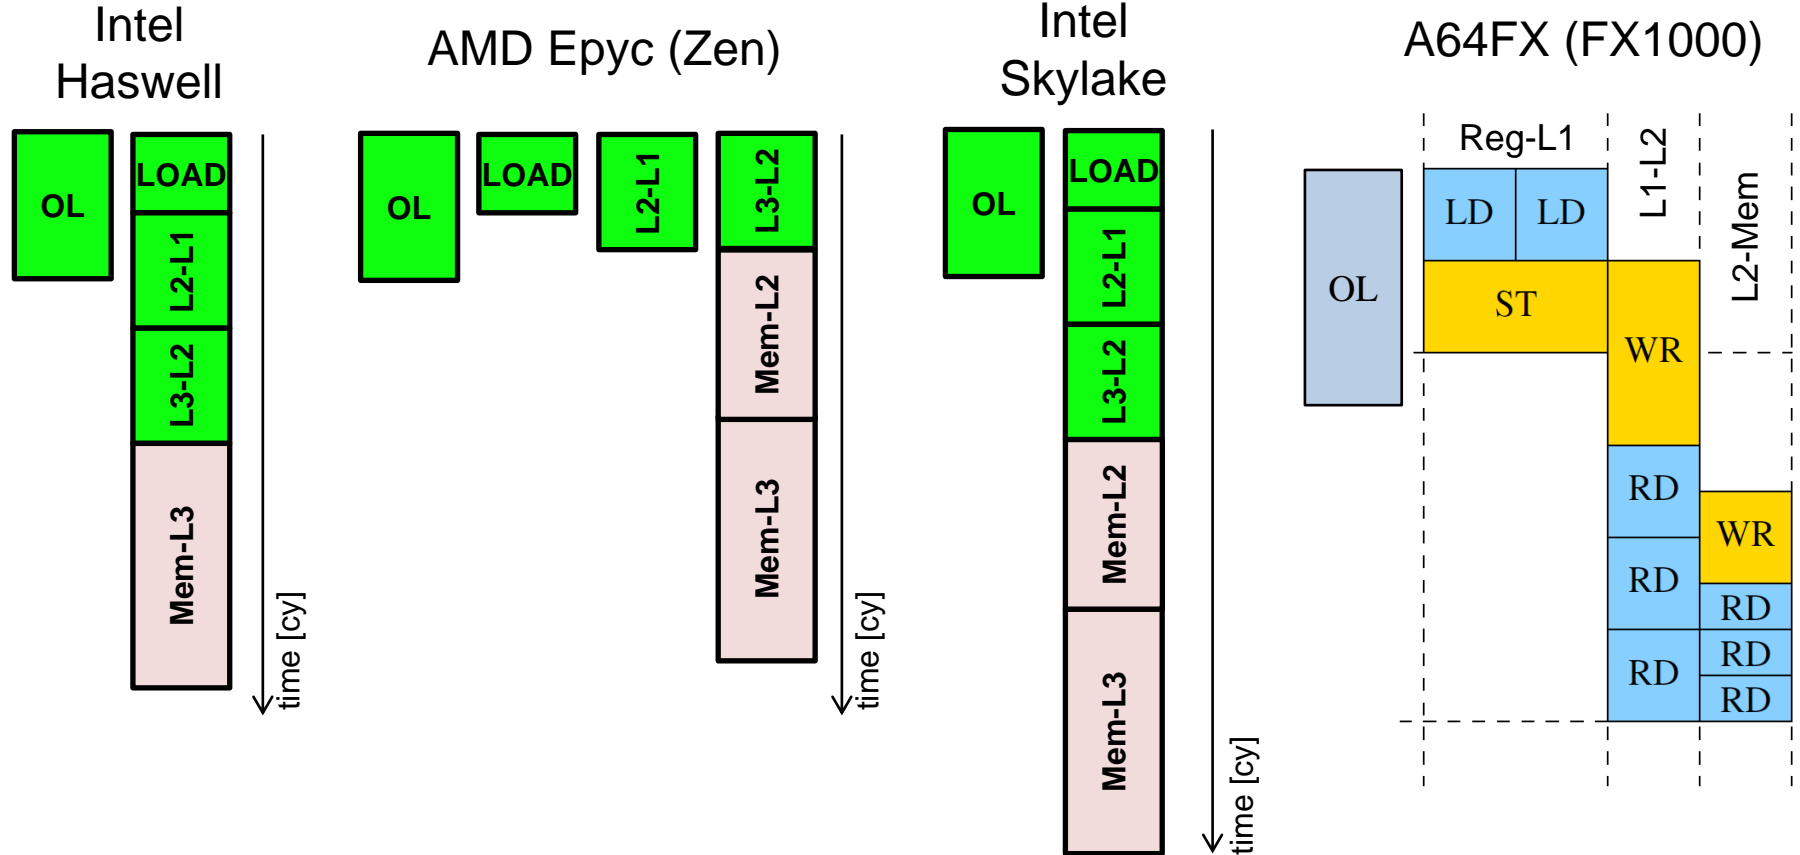 Intel
Haswell
OL
LOAD
L2-L1
L3-L2
Mem-L3
time [cy]
AMD Epyc (Zen)
OL
LOAD
L2-L1
L3-L2
Mem-L2
Mem-L3
time [cy]
Intel
Skylake
OL
LOAD
L2-L1
L3-L2
Mem-L2
Mem-L3
time [cy]
A64FX (FX1000)
Reg-L1
L1-L2
L2-Mem
OL
LD LD
ST
WR
RD
RD
RD
WR
RD
RD
RD